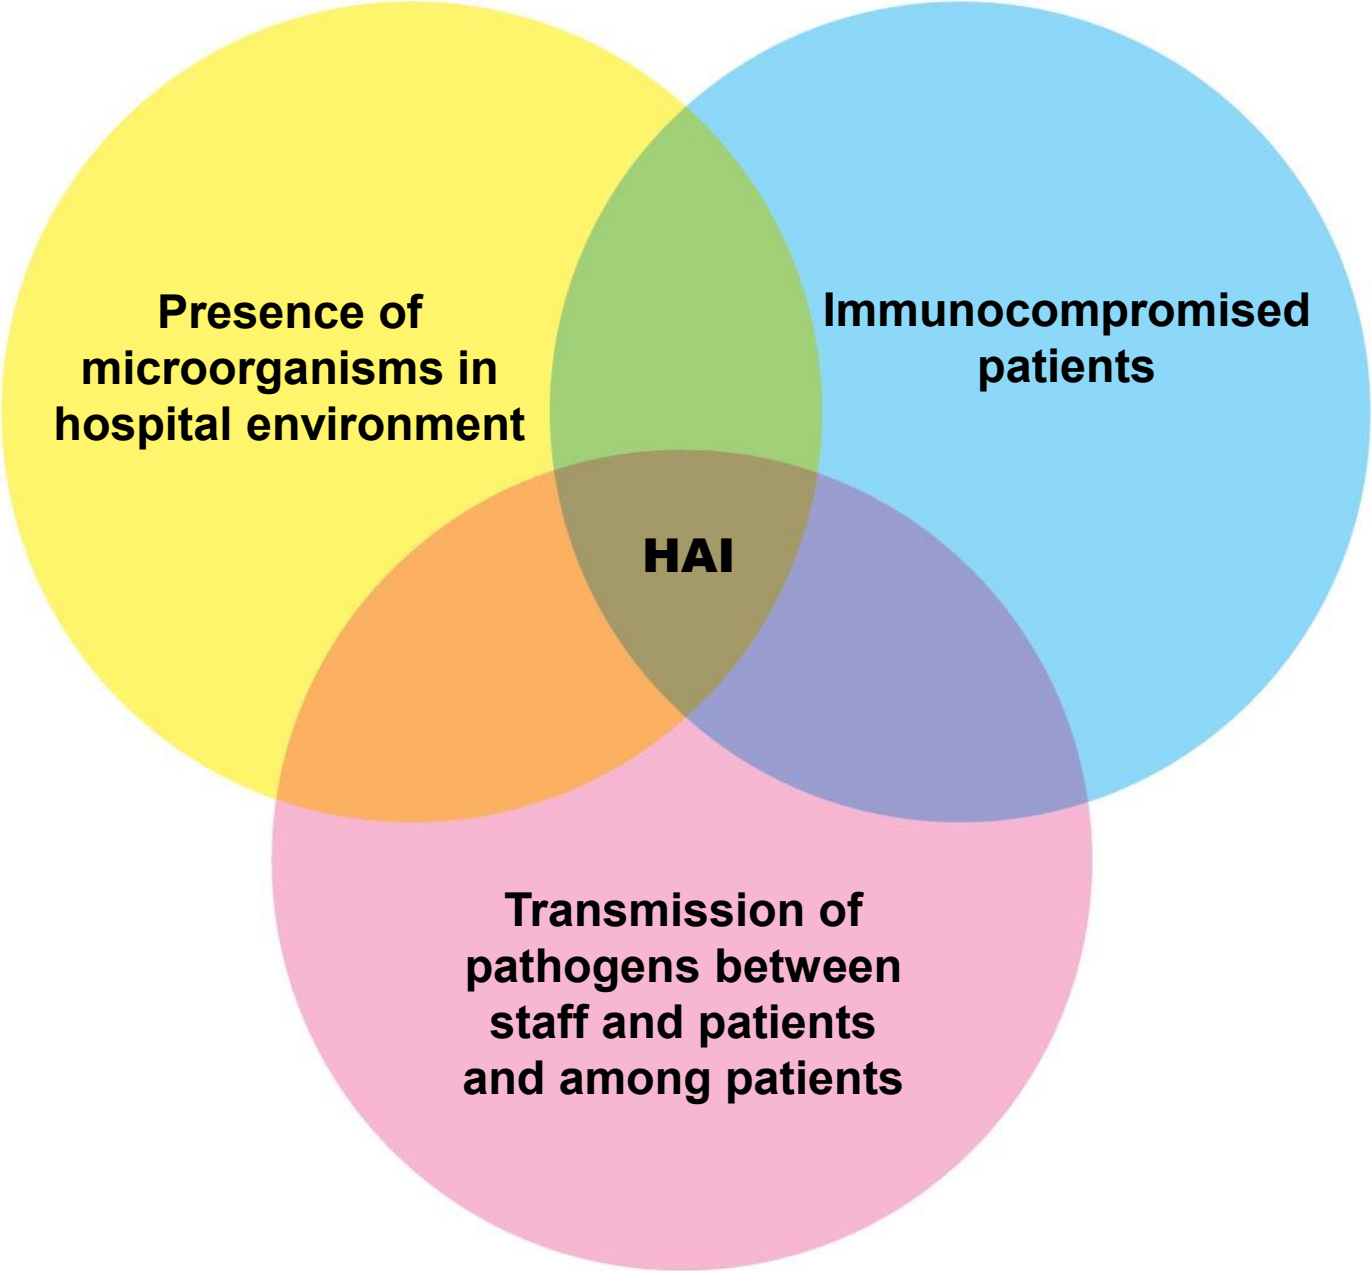 Presence of
microorganisms in
hospital environment
Immunocompromised
patients
HAI
Transmission of
pathogens between
staff and patients
and among patients